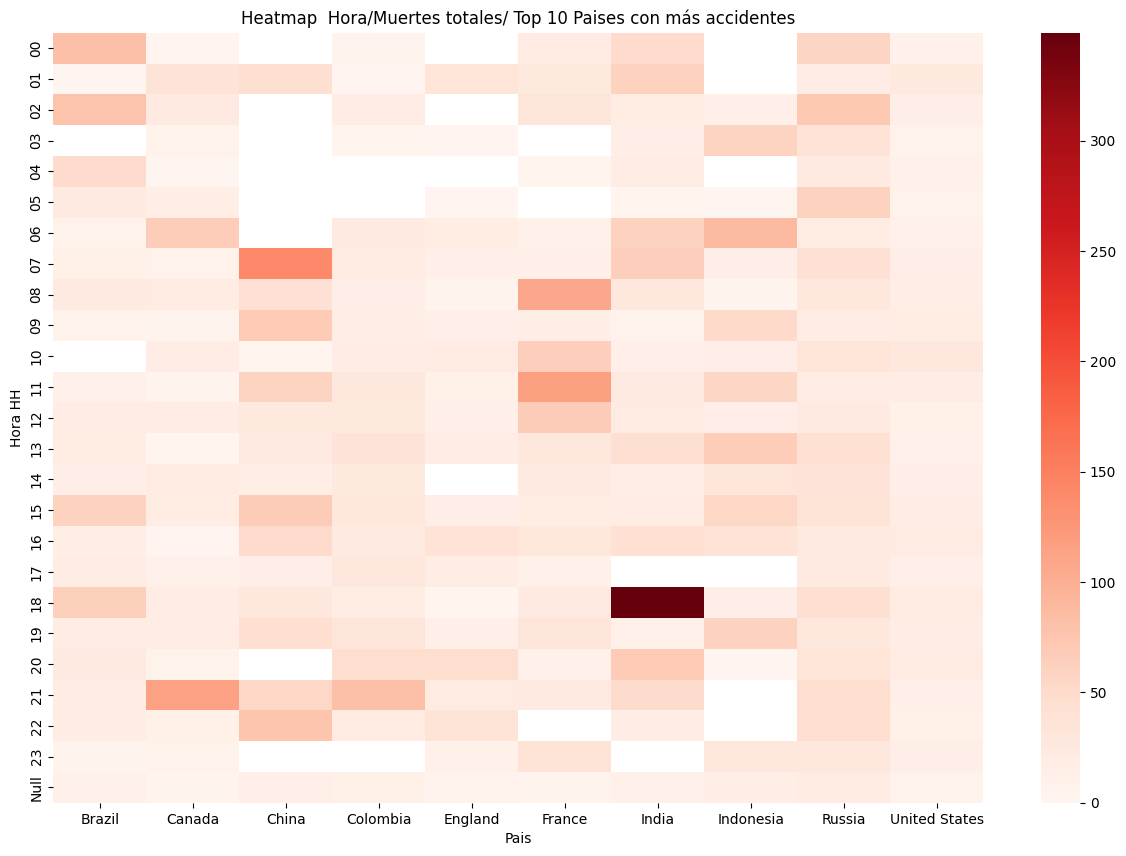 Heatmap  Hora/Muertes totales/ Top 10 Paises con más accidentes
Hora HH
00
01
02
03
04
05
06
07
08
09
10
11
12
13
14
15
16
17
18
19
20
21
22
23
Null
Brazil
Canada
China
Colombia
England
France
India
Indonesia
Russia
United States
Pais
300
250
200
150
100
50
0